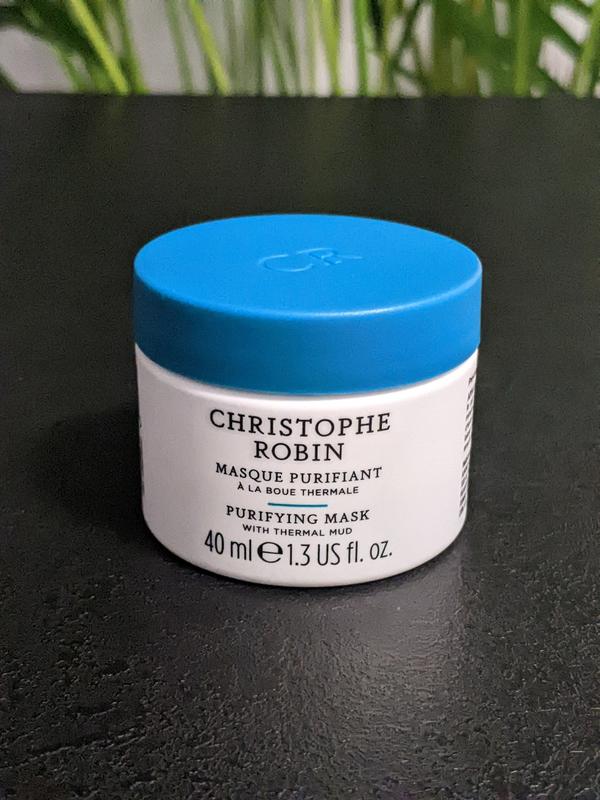 CR
CHRISTOPHE
ROBIN
MASQUE PURIFIANT
À LA BOUE THERMALE
PURIFYING MASK
WITH THERMAL MUD
40 ml ℮ 1.3 US fl. oz.